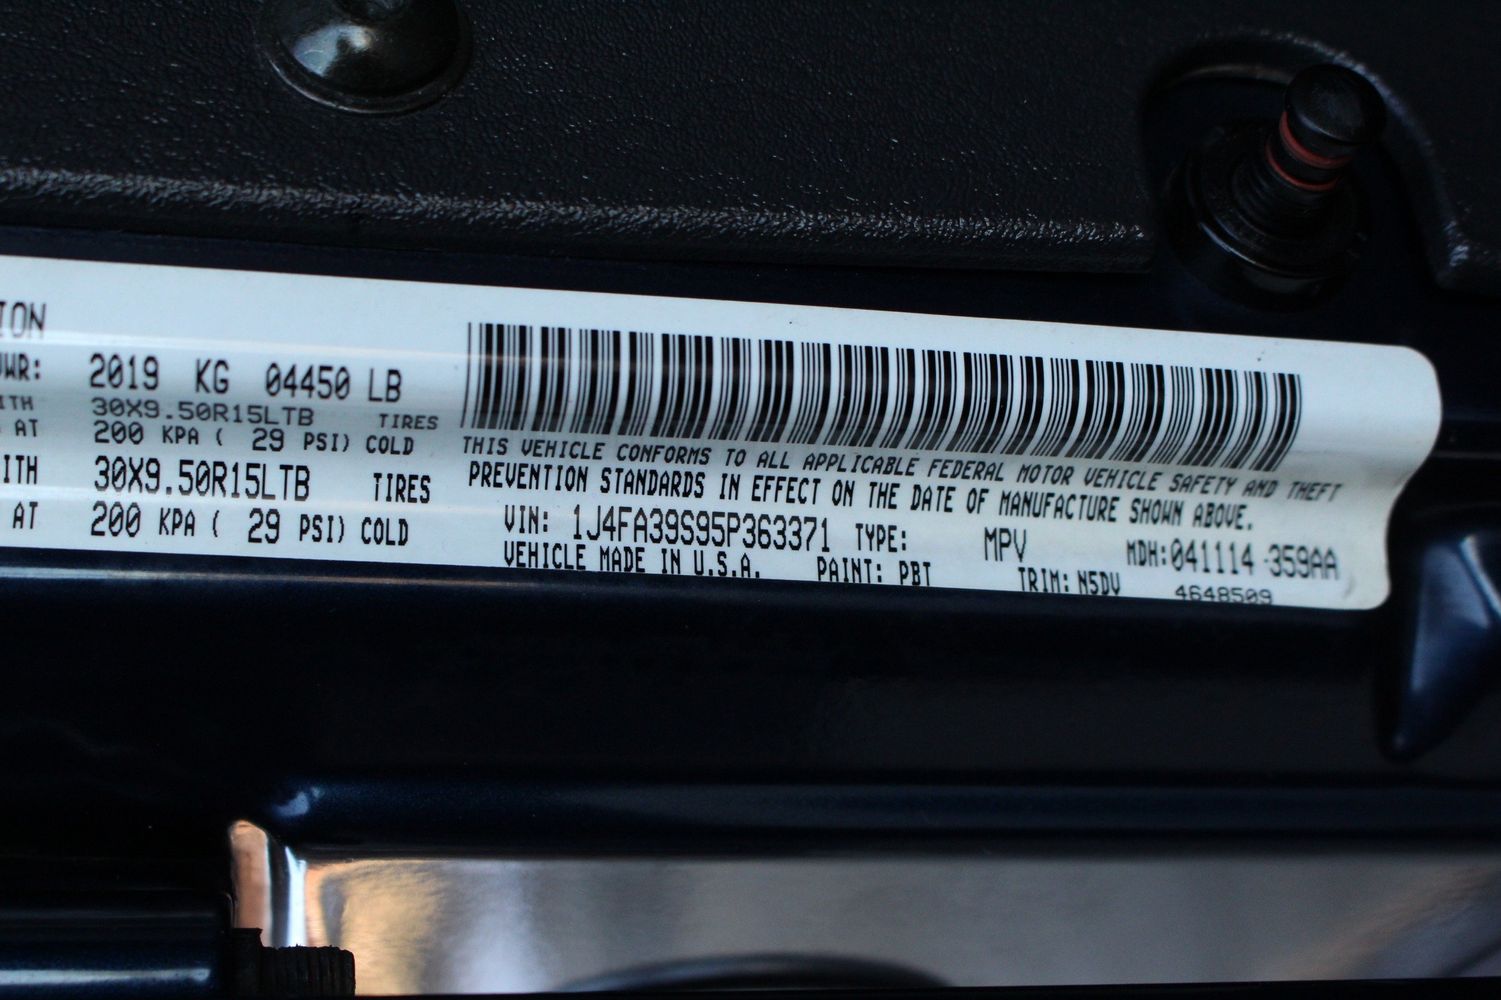 ION
VWR: 2019 KG 04450 LB
ITH 30X9.50R15LTB TIRES
AT 200 KPA ( 29 PSI) COLD
ITH 30X9.50R15LTB TIRES
AT 200 KPA ( 29 PSI) COLD
THIS VEHICLE CONFORMS TO ALL APPLICABLE FEDERAL MOTOR VEHICLE SAFETY AND THEFT
PREVENTION STANDARDS IN EFFECT ON THE DATE OF MANUFACTURE SHOWN ABOVE.
VIN: 1J4FA39S95P363371 TYPE: MPV MDH:041114 359AA
VEHICLE MADE IN U.S.A. PAINT: PBT TRIM: N5DV 4648509